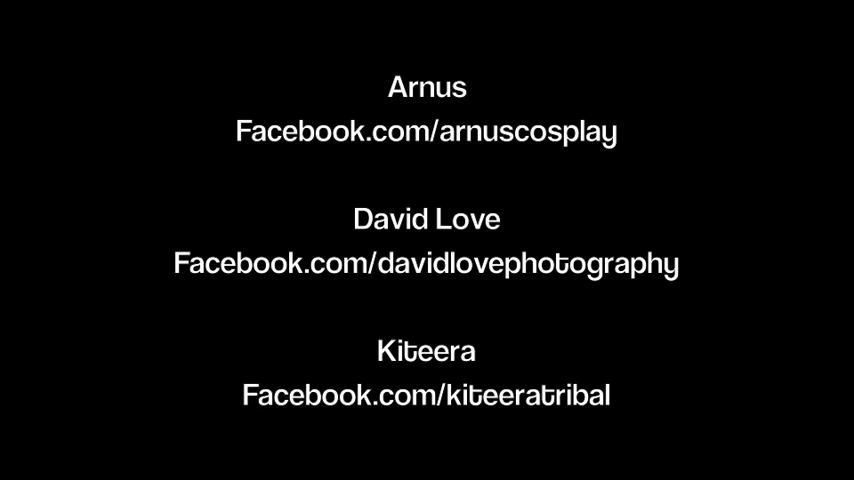 Arnus
Facebook.com/arnuscosplay
David Love
Facebook.com/davidlovephotography
Kiteera
Facebook.com/kiteeratribal